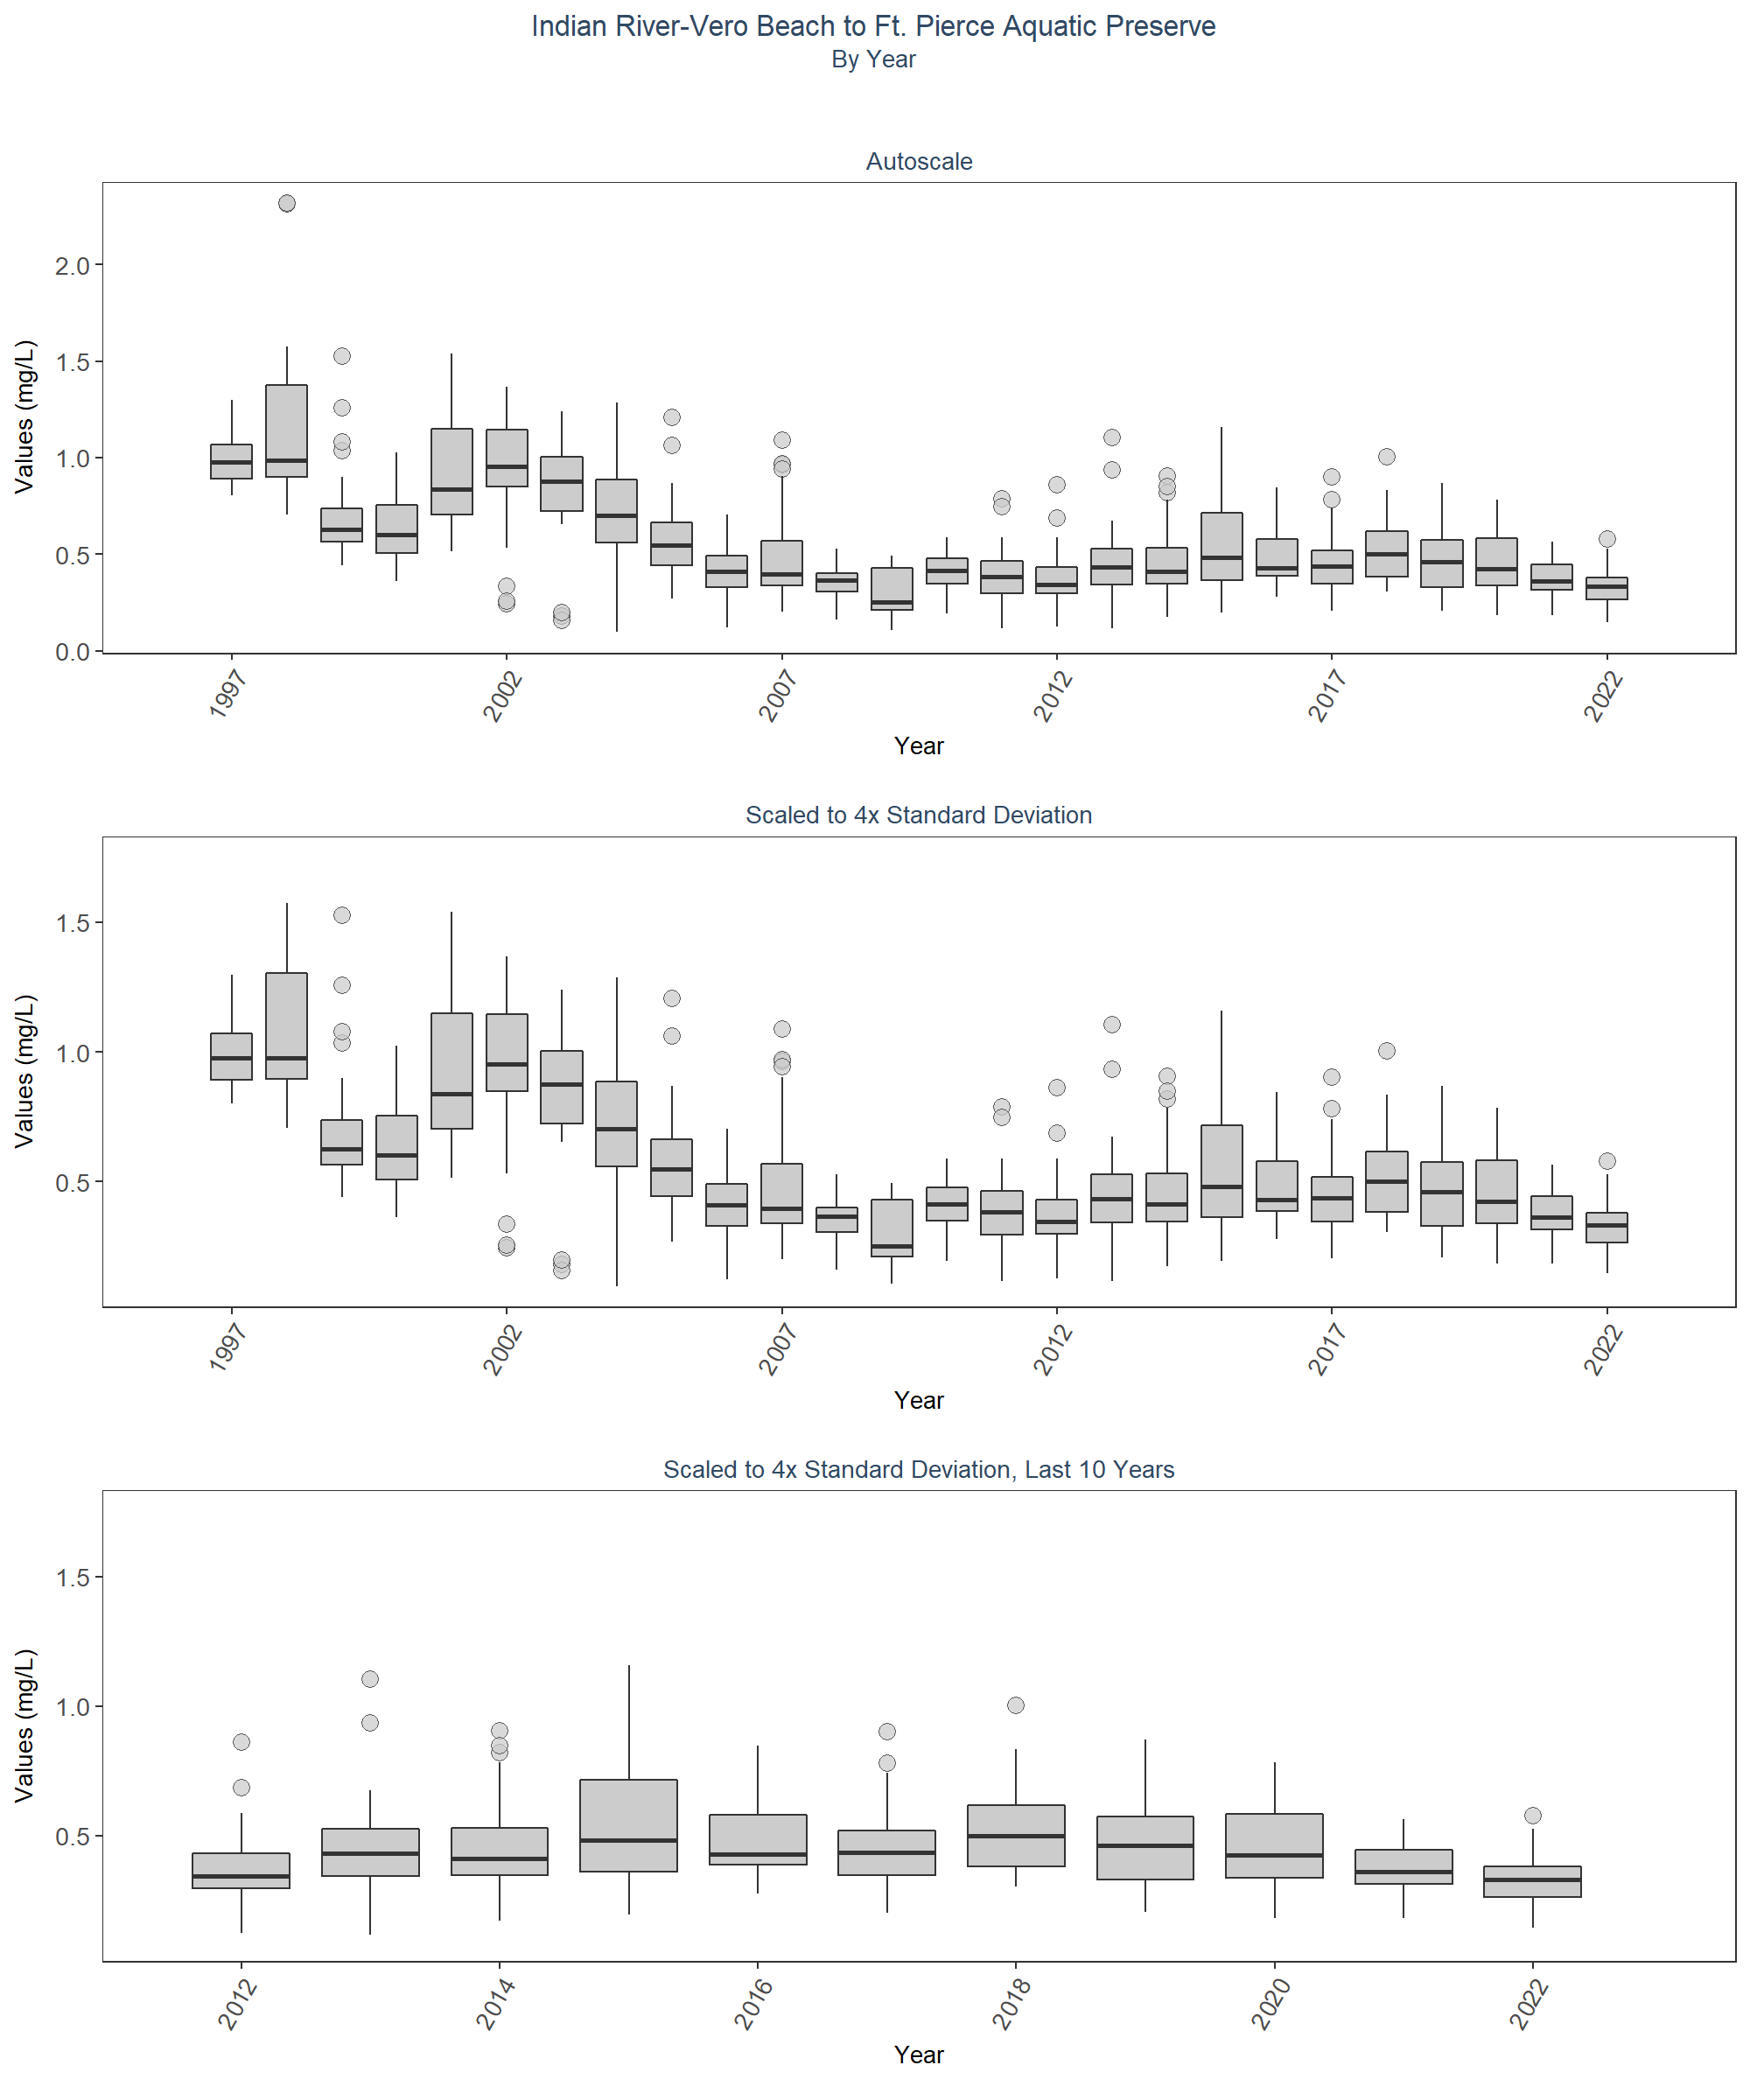 Indian River-Vero Beach to Ft. Pierce Aquatic Preserve
By Year
Autoscale
Values (mg/L)
2.0
1.5
1.0
0.5
0.0
1997 2002 2007 2012 2017 2022
Year
Scaled to 4x Standard Deviation
Values (mg/L)
1.5
1.0
0.5
1997 2002 2007 2012 2017 2022
Year
Scaled to 4x Standard Deviation, Last 10 Years
Values (mg/L)
1.5
1.0
0.5
2012 2014 2016 2018 2020 2022
Year